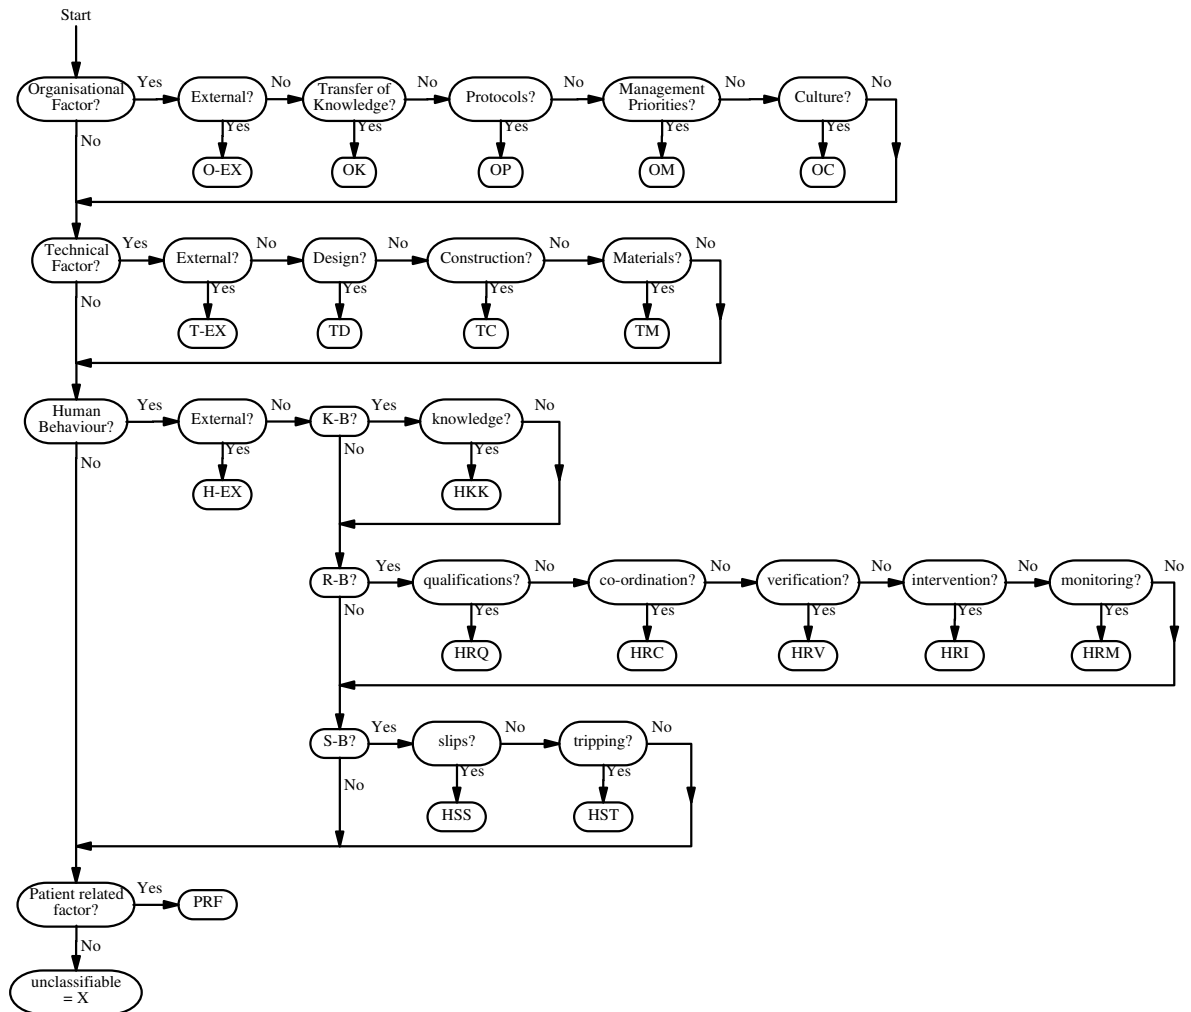 Start
Organisational
Factor?
Yes
External?
No
Transfer of
Knowledge?
No
Protocols?
No
Management
Priorities?
No
Culture?
No
No
Yes
Yes
Yes
Yes
Yes
O-EX
OK
OP
OM
OC
Technical
Factor?
Yes
External?
No
Design?
No
Construction?
No
Materials?
No
No
Yes
Yes
Yes
Yes
T-EX
TD
TC
TM
Human
Behaviour?
Yes
External?
No
K-B?
Yes
knowledge?
No
No
Yes
No
Yes
H-EX
HKK
R-B?
Yes
qualifications?
No
co-ordination?
No
verification?
No
intervention?
No
monitoring?
No
No
Yes
Yes
Yes
Yes
Yes
HRQ
HRC
HRV
HRI
HRM
S-B?
Yes
slips?
No
tripping?
No
No
Yes
Yes
HSS
HST
Patient related
factor?
Yes
PRF
No
unclassifiable
= X